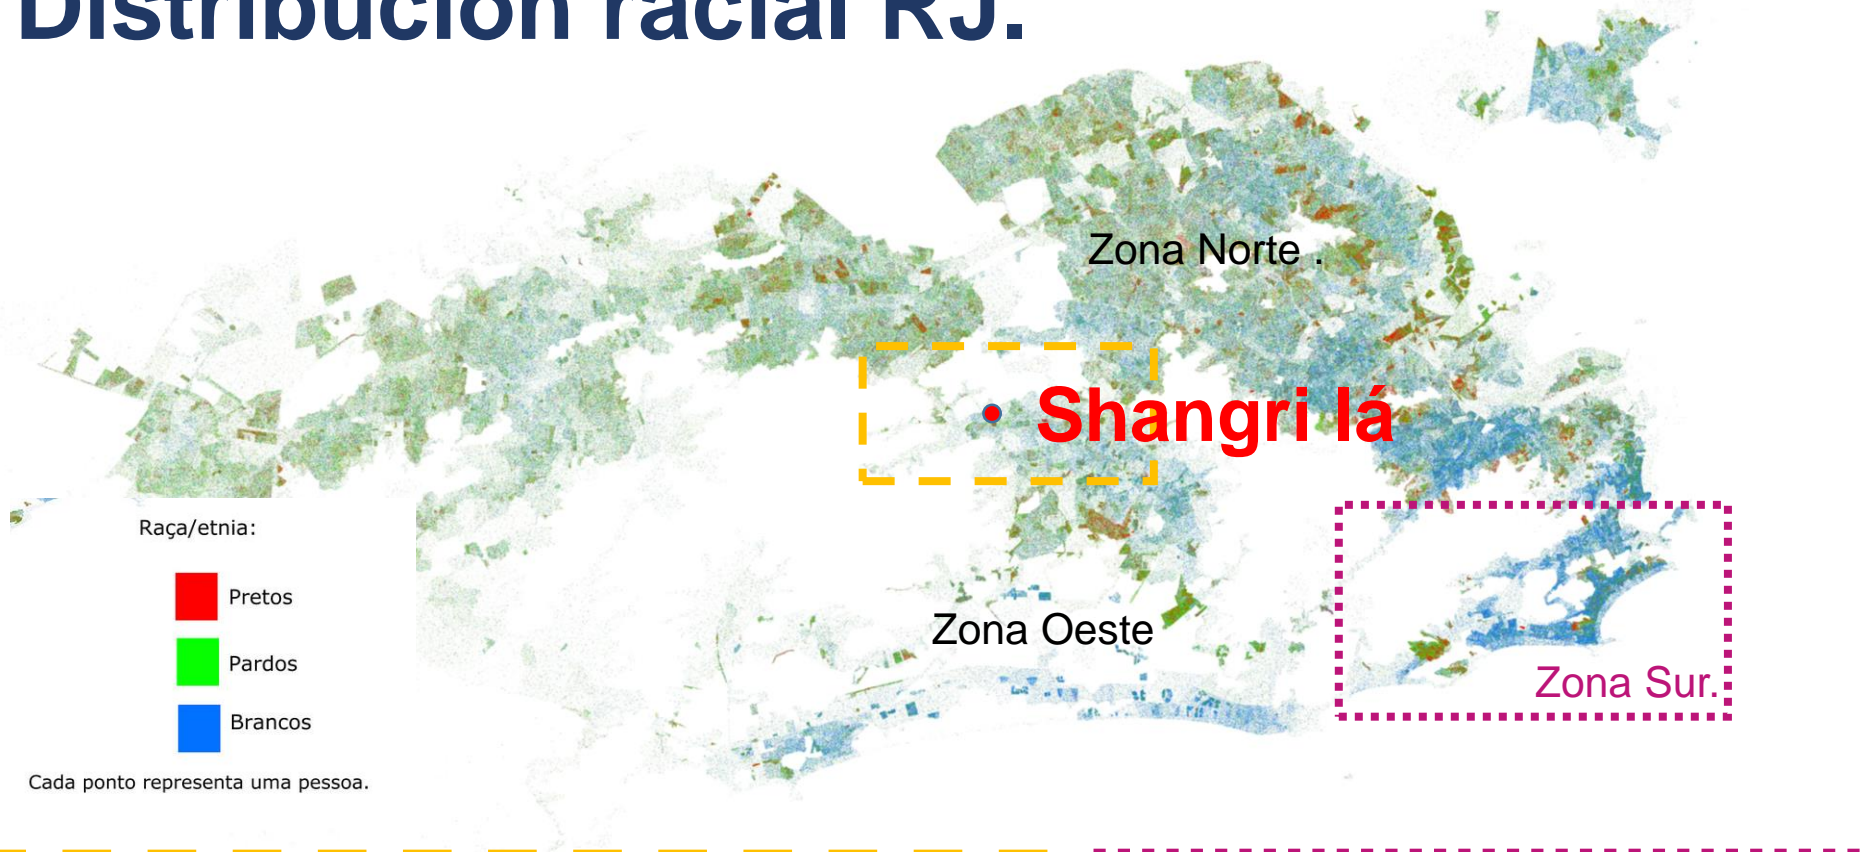 Distribución racial RJ.
Zona Norte .
Shangri lá
Raça/etnia:
Pretos
Pardos
Brancos
Cada ponto representa uma pessoa.
Zona Oeste
Zona Sur.